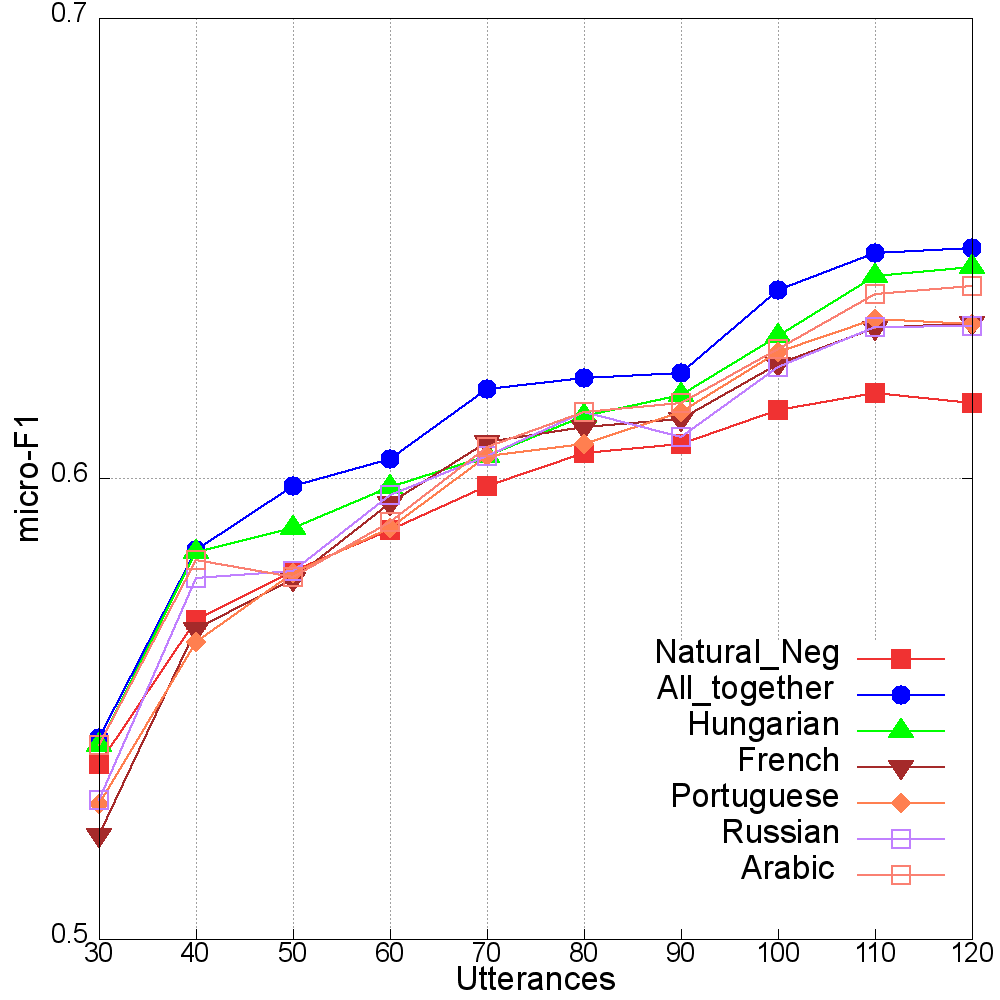 0.7
micro-F1
0.6
Natural_Neg
All_together
Hungarian
French
Portuguese
Russian
Arabic
0.5
30 40 50 60 70 80 90 100 110 120
Utterances